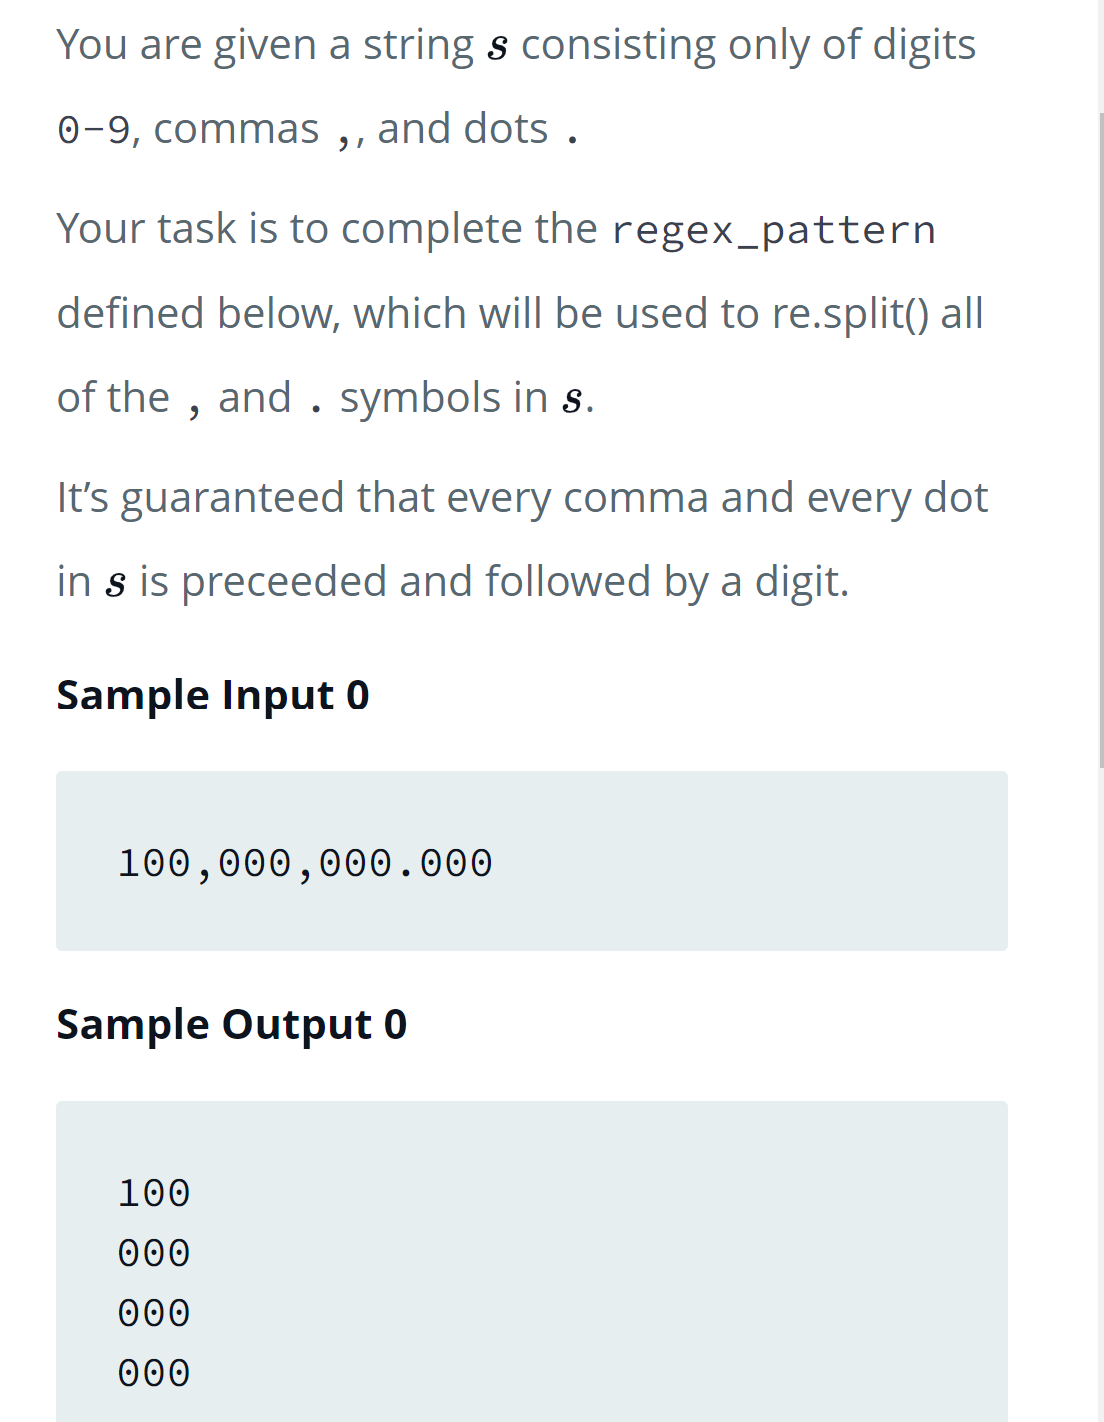 You are given a string s consisting only of digits
0-9, commas ,, and dots .
Your task is to complete the regex_pattern
defined below, which will be used to re.split() all
of the , and . symbols in s.
It’s guaranteed that every comma and every dot
in s is preceeded and followed by a digit.
Sample Input 0
100,000,000.000
Sample Output 0
100
000
000
000